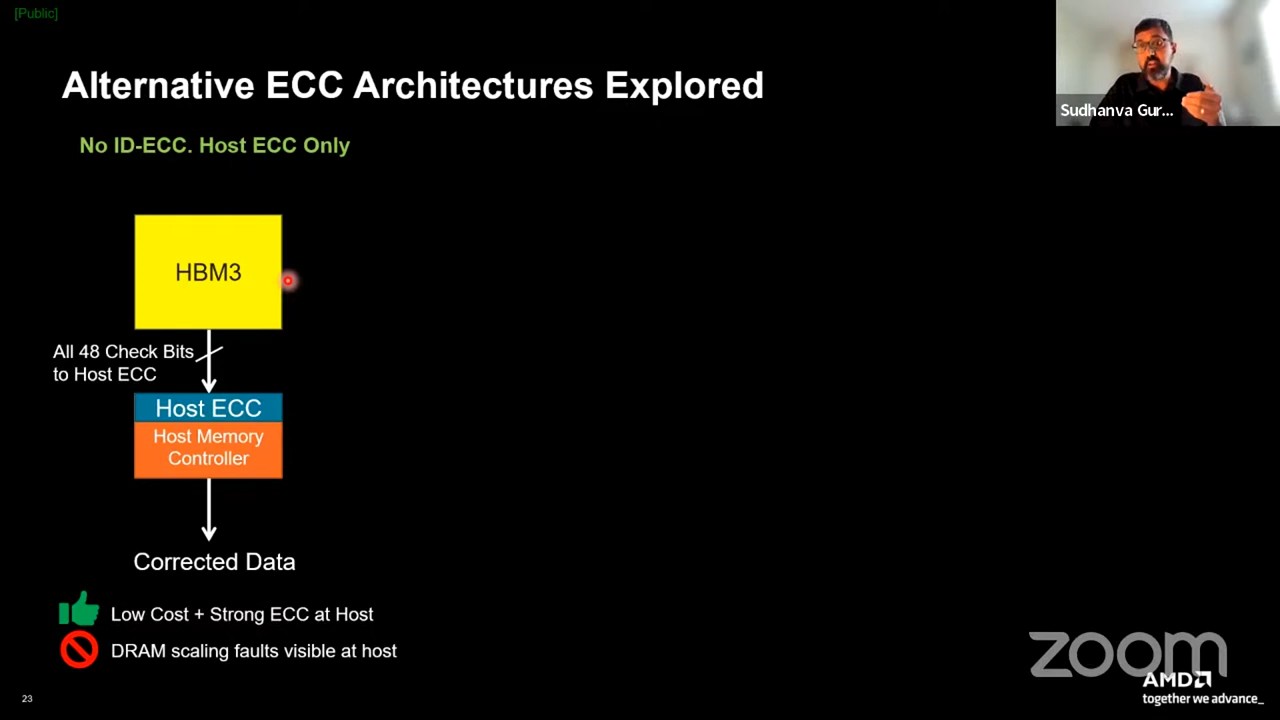 [Public]
Alternative ECC Architectures Explored
Sudhanva Gur...
No ID-ECC. Host ECC Only
HBM3
All 48 Check Bits
to Host ECC
Host ECC
Host Memory
Controller
Corrected Data
Low Cost + Strong ECC at Host
DRAM scaling faults visible at host
zoom
AMD
together we advance_
23